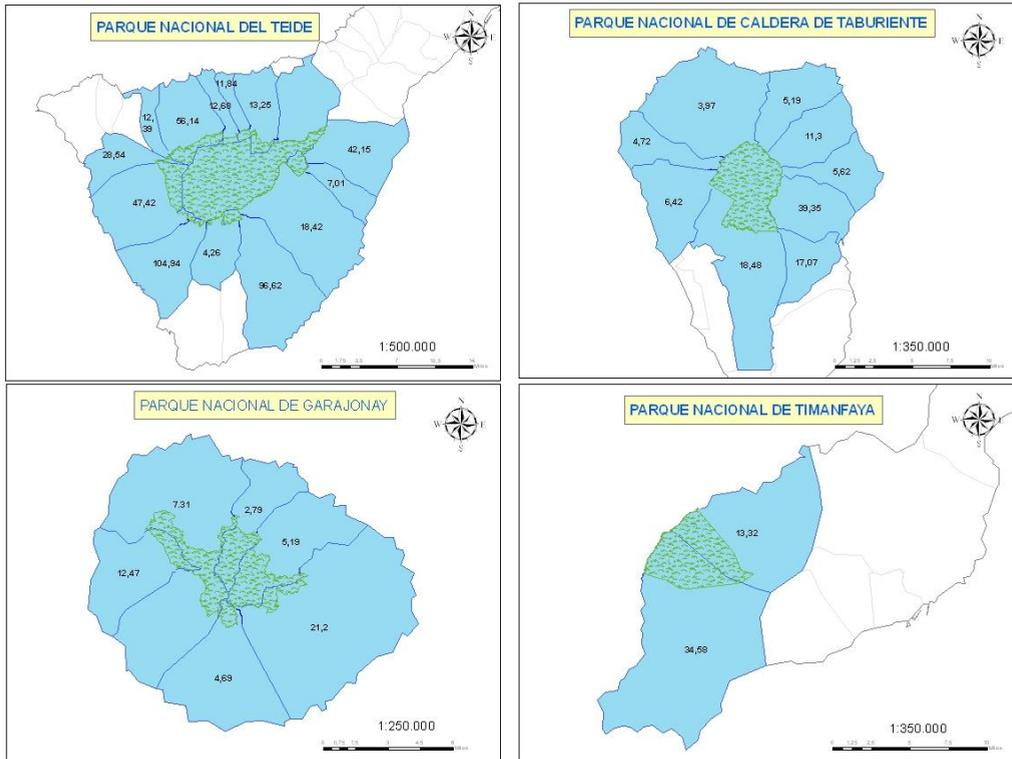 PARQUE NACIONAL DEL TEIDE
N
W E
S
11,84
12,68
13,25
12,
39
56,14
28,54
42,15
7,01
47,42
18,42
104,94
4,26
96,62
1:500.000
PARQUE NACIONAL DE CALDERA DE TABURIENTE
N
W E
S
3,97
5,19
4,72
11,3
5,62
6,42
39,35
18,48
17,07
1:350.000
PARQUE NACIONAL DE GARAJONAY
N
W E
S
7.31
2,79
5,19
12,47
21,2
4,69
1:250.000
PARQUE NACIONAL DE TIMANFAYA
N
W E
S
13,32
34,58
1:350.000